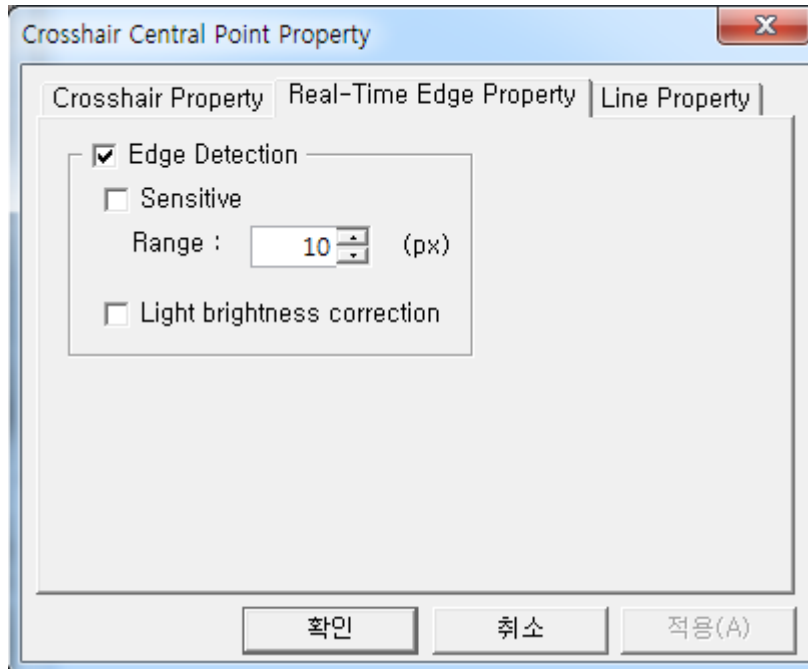 Crosshair Central Point Property
Crosshair Property Real-Time Edge Property Line Property
Edge Detection
Sensitive
Range : 10 (px)
Light brightness correction
확인 취소 적용(A)